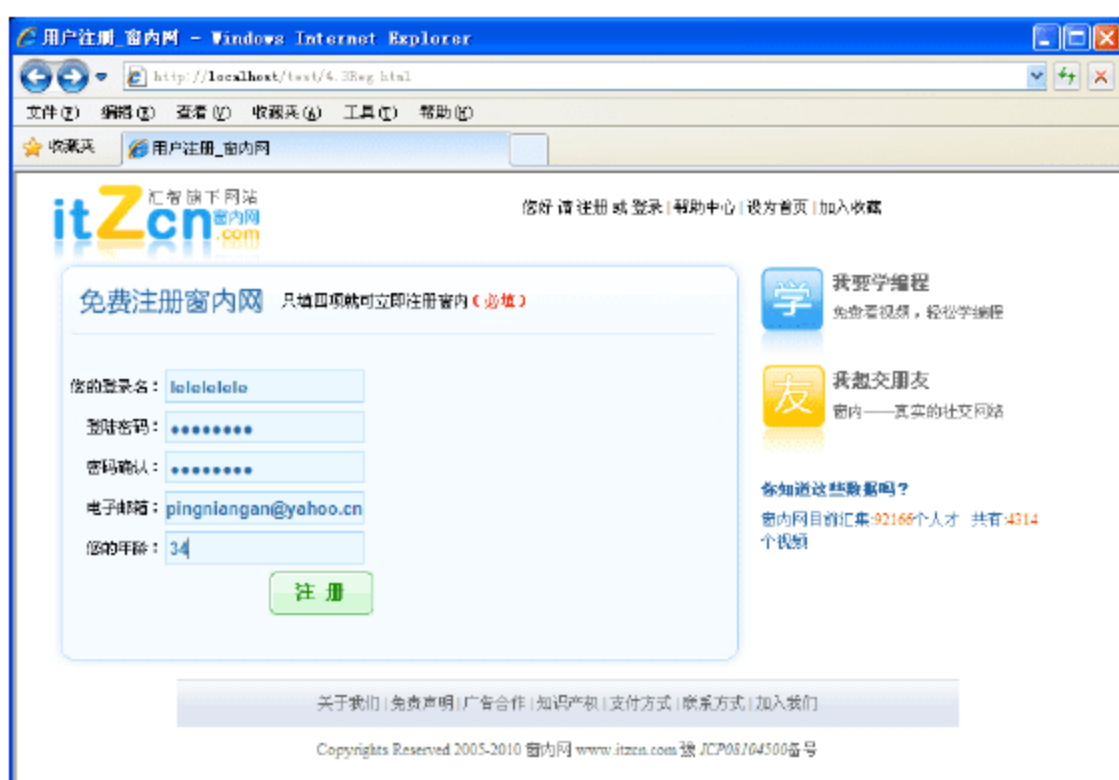 用户注册_窗内网 - Windows Internet Explorer
http://localhost/text/4.3Reg.html
文件(F) 编辑(E) 查看(V) 收藏夹(A) 工具(T) 帮助(H)
收藏夹 用户注册_窗内网
itZcn 汇智旗下网站 窗内网 .com
您好 请 注册 或 登录 | 帮助中心 | 设为首页 | 加入收藏
免费注册窗内网 只填四项就可立即注册窗内(必填)
您的登录名: lelelelele
登陆密码: ●●●●●●●●
密码确认: ●●●●●●●●
电子邮箱: pingniangan@yahoo.cn
您的年龄: 34
注 册
学 我要学编程
免费看视频,轻松学编程
友 我想交朋友
窗内——真实的社交网络
你知道这些数据吗?
窗内网目前汇集:92166个人才 共有:4314
个视频
关于我们 | 免责声明 | 广告合作 | 知识产权 | 支付方式 | 联系方式 | 加入我们
Copyrights Reserved 2005-2010 窗内网 www.itzcn.com 豫 ICP08104500备号